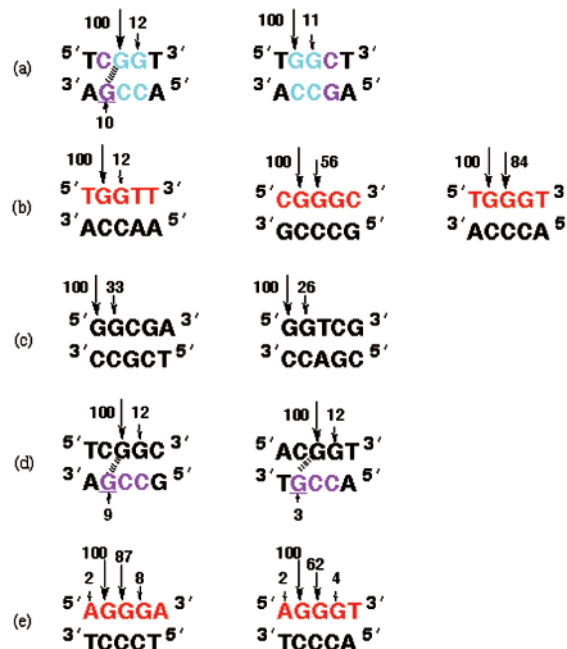 100 12 100 11
(a) 5′ TCGGT 3′ 5′ TGGCT 3′
3′ AGCCA 5′ 3′ ACCGA 5′
10
100 12 100 56 100 84
(b) 5′ TGGTT 3′ 5′ CGGGC 3′ 5′ TGGGT 3′
3′ ACCAA 5′ 3′ GCCCG 5′ 3′ ACCCA 5′
100 33 100 26
(c) 5′ GGCGA 3′ 5′ GGTCG 3′
3′ CCGCT 5′ 3′ CCAGC 5′
100 12 100 12
(d) 5′ TCGGC 3′ 5′ ACGGT 3′
3′ AGCCG 5′ 3′ TGCCA 5′
9 3
100 87 100 62
2 8 2 4
(e) 5′ AGGGA 3′ 5′ AGGGT 3′
3′ TCCCT 5′ 3′ TCCCA 5′